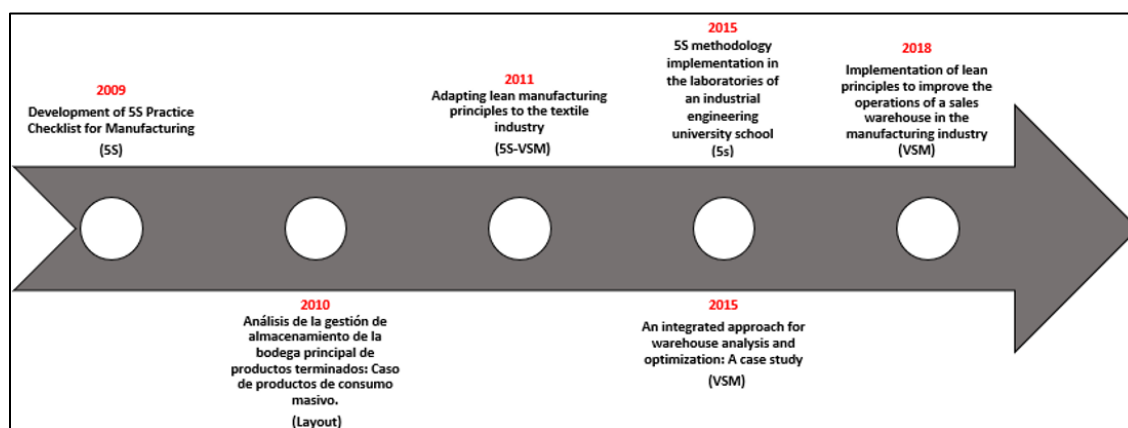 2009
Development of 5S Practice
Checklist for Manufacturing
(5S)
2010
Análisis de la gestión de
almacenamiento de la
bodega principal de
productos terminados: Caso
de productos de consumo
masivo.
(Layout)
2011
Adapting lean manufacturing
principles to the textile
industry
(5S-VSM)
2015
5S methodology
implementation in
the laboratories of
an industrial
engineering
university school
(5s)
2015
An integrated approach for
warehouse analysis and
optimization: A case study
(VSM)
2018
Implementation of lean
principles to improve the
operations of a sales
warehouse in the
manufacturing industry
(VSM)